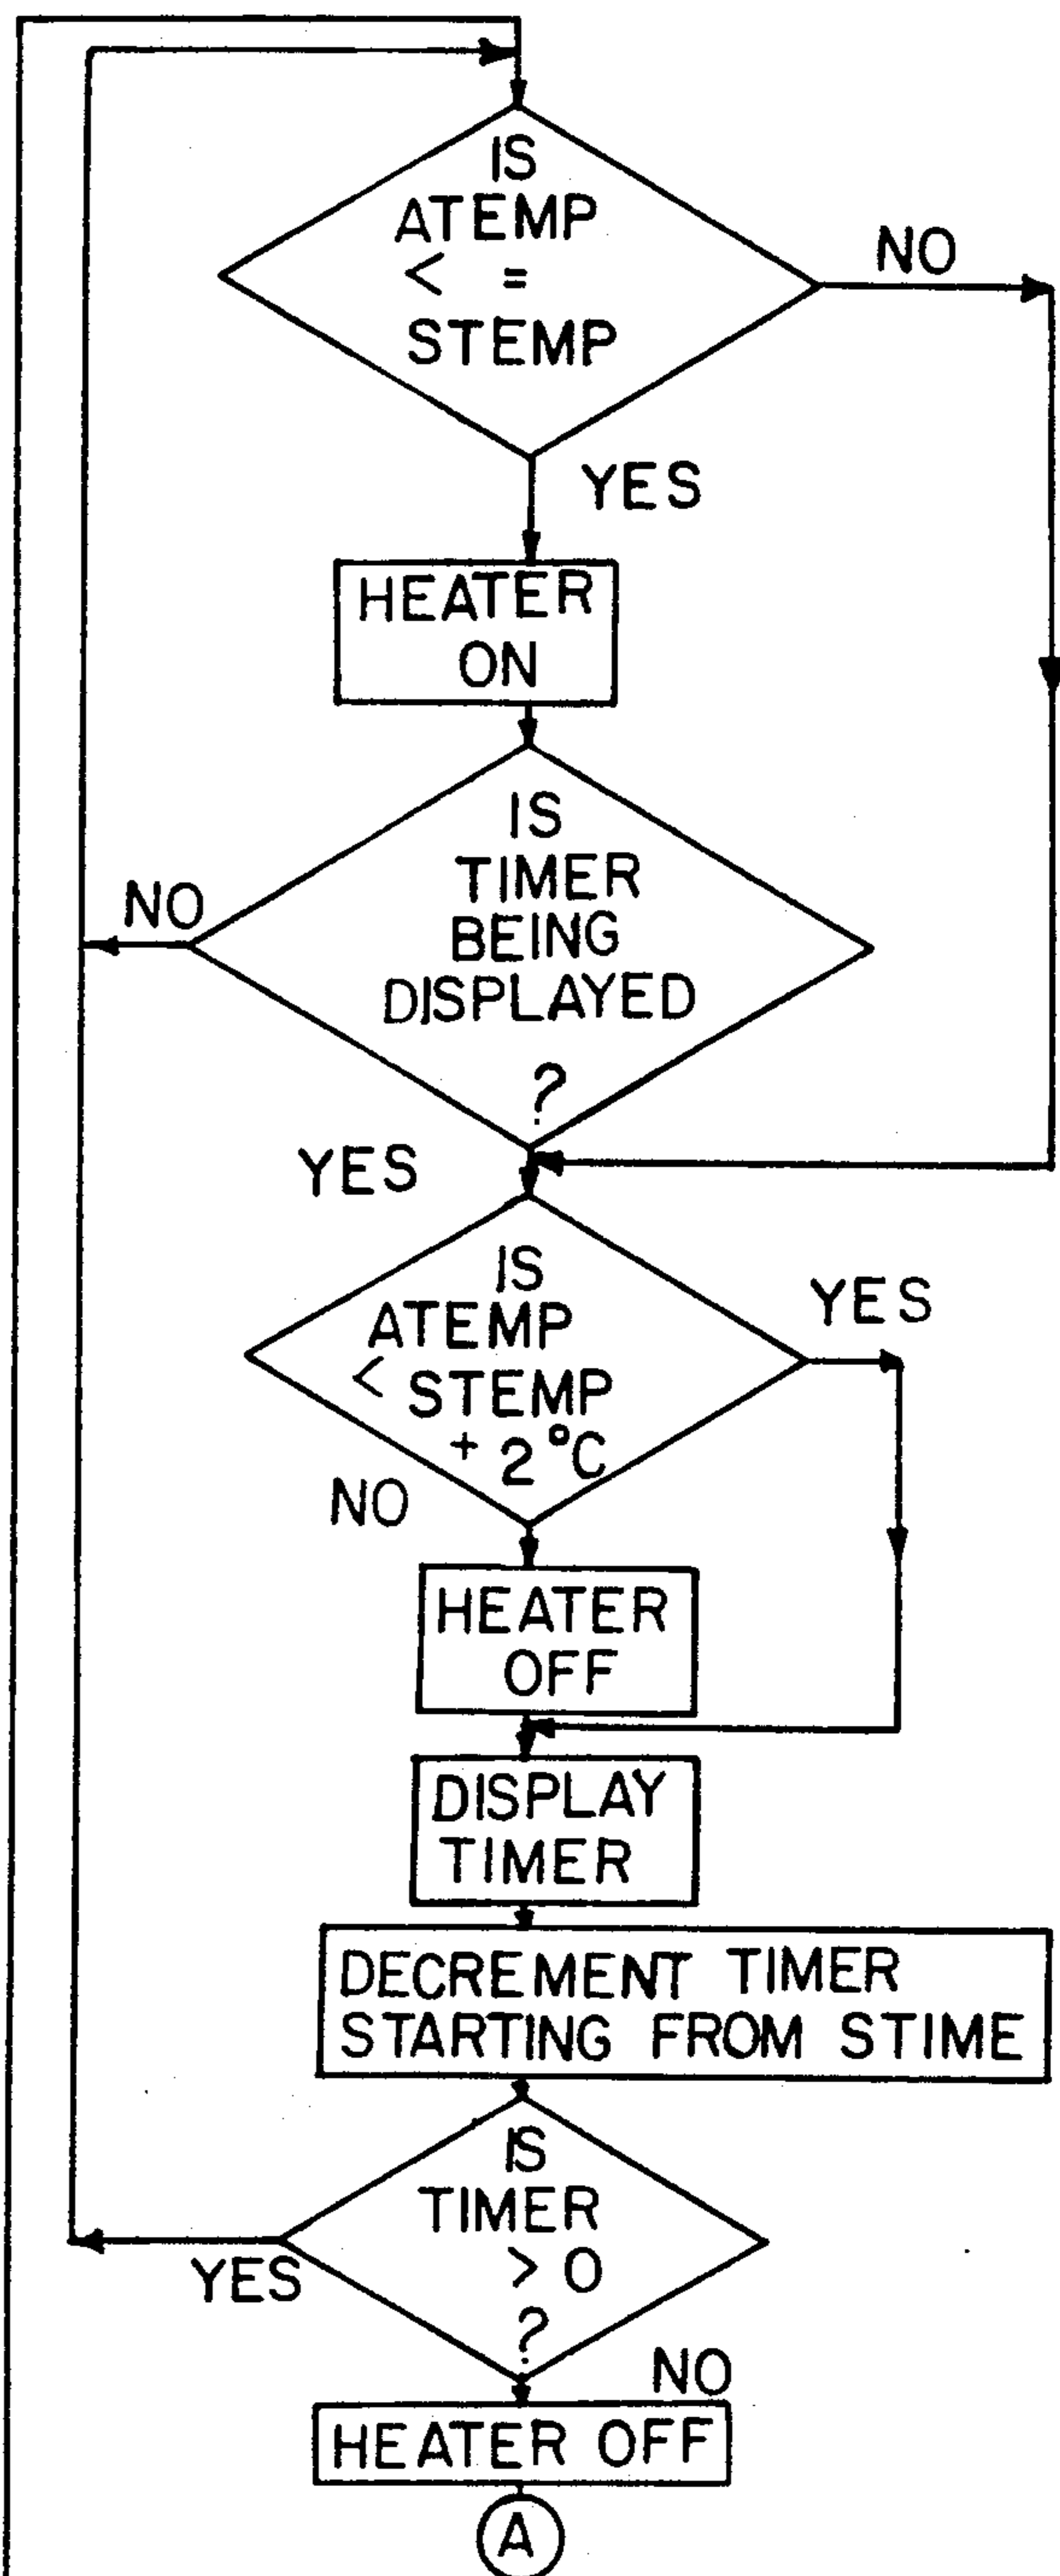 IS
ATEMP
< =
STEMP
NO
YES
HEATER
ON
IS
TIMER
BEING
DISPLAYED
?
NO
YES
IS
ATEMP
< STEMP
+ 2°C
YES
NO
HEATER
OFF
DISPLAY
TIMER
DECREMENT TIMER
STARTING FROM STIME
IS
TIMER
> 0
?
YES
NO
HEATER OFF
A